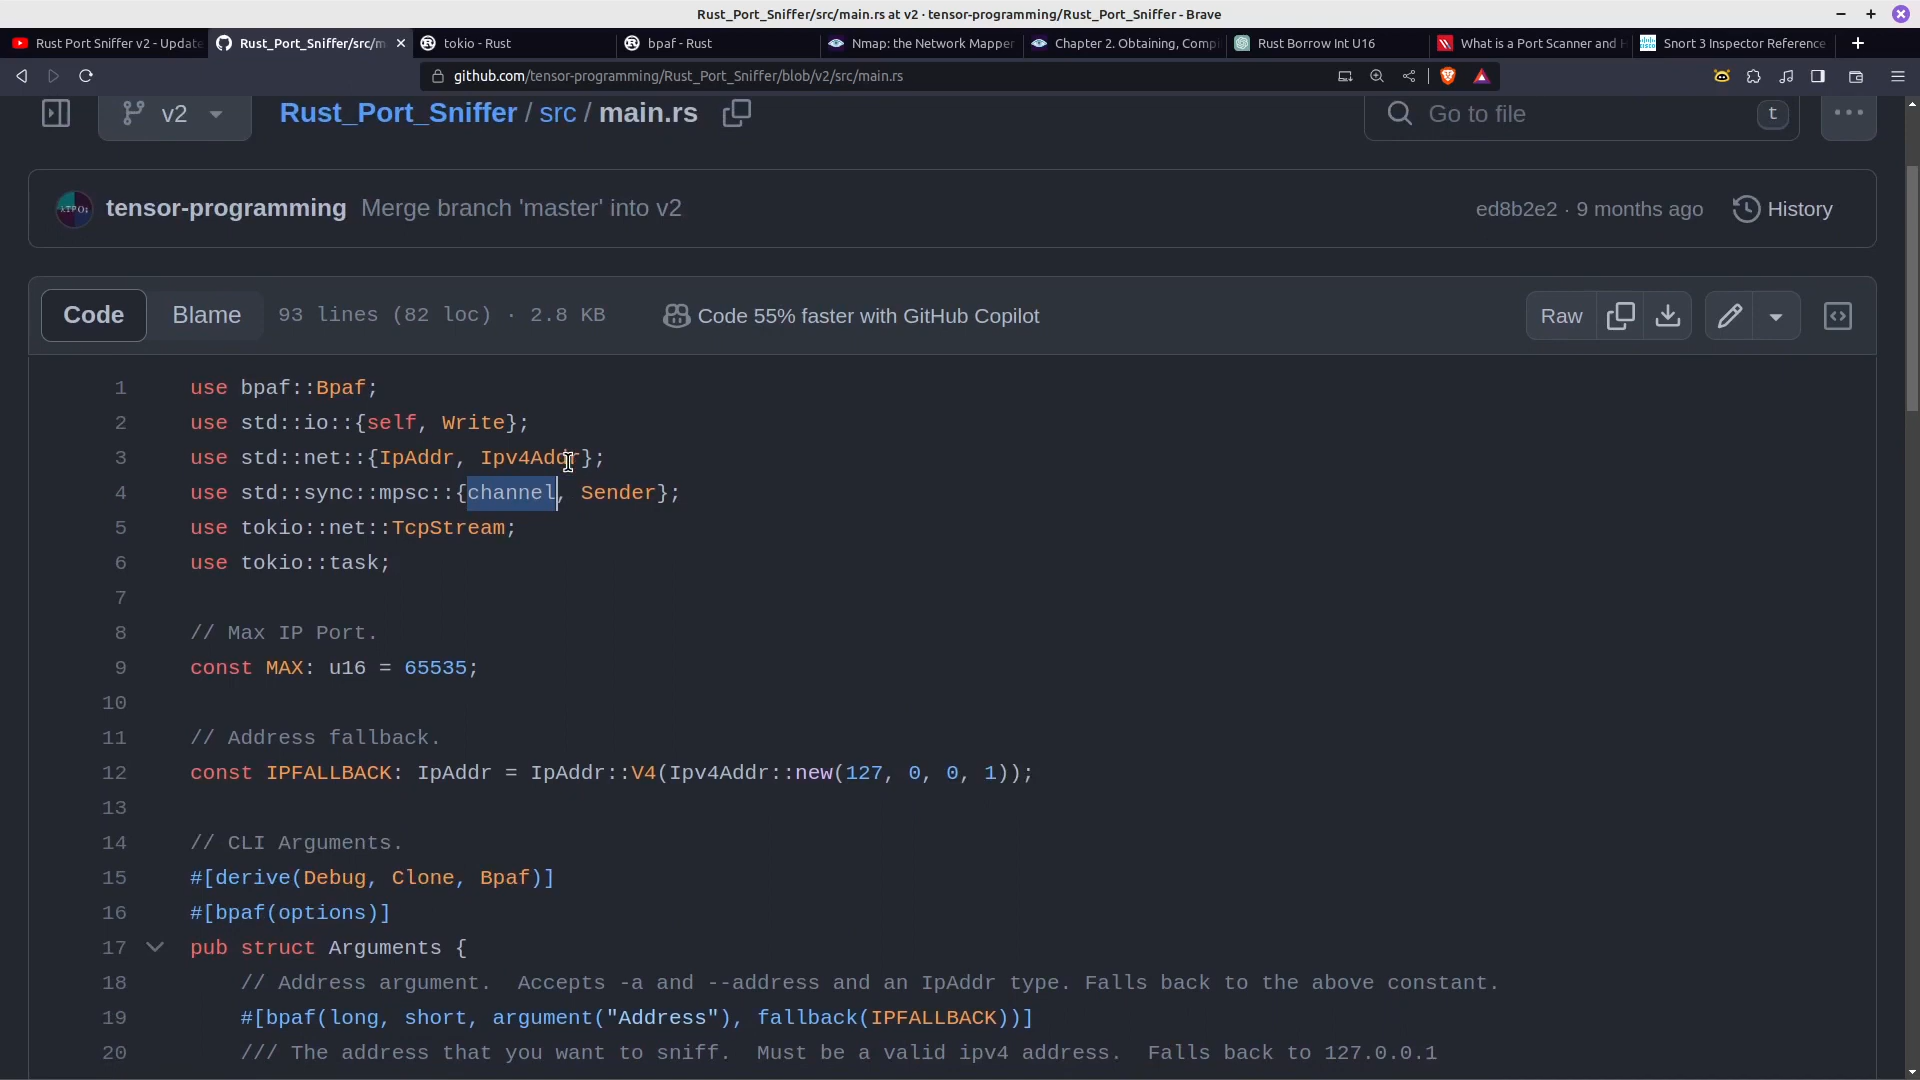 Rust_Port_Sniffer/src/main.rs at v2 · tensor-programming/Rust_Port_Sniffer - Brave
Rust Port Sniffer v2 - Update
Rust_Port_Sniffer/src/m
tokio - Rust
bpaf - Rust
Nmap: the Network Mapper
Chapter 2. Obtaining, Compi
Rust Borrow Int U16
What is a Port Scanner and H
Snort 3 Inspector Reference
github.com/tensor-programming/Rust_Port_Sniffer/blob/v2/src/main.rs
v2
Rust_Port_Sniffer / src / main.rs
Go to file
t
tensor-programming Merge branch 'master' into v2
ed8b2e2 · 9 months ago
History
Code
Blame
93 lines (82 loc) · 2.8 KB
Code 55% faster with GitHub Copilot
Raw
1 use bpaf::Bpaf;
2 use std::io::{self, Write};
3 use std::net::{IpAddr, Ipv4Addr};
4 use std::sync::mpsc::{channel, Sender};
5 use tokio::net::TcpStream;
6 use tokio::task;
7
8 // Max IP Port.
9 const MAX: u16 = 65535;
10
11 // Address fallback.
12 const IPFALLBACK: IpAddr = IpAddr::V4(Ipv4Addr::new(127, 0, 0, 1));
13
14 // CLI Arguments.
15 #[derive(Debug, Clone, Bpaf)]
16 #[bpaf(options)]
17 pub struct Arguments {
18 // Address argument.  Accepts -a and --address and an IpAddr type. Falls back to the above constant.
19 #[bpaf(long, short, argument("Address"), fallback(IPFALLBACK))]
20 /// The address that you want to sniff.  Must be a valid ipv4 address.  Falls back to 127.0.0.1